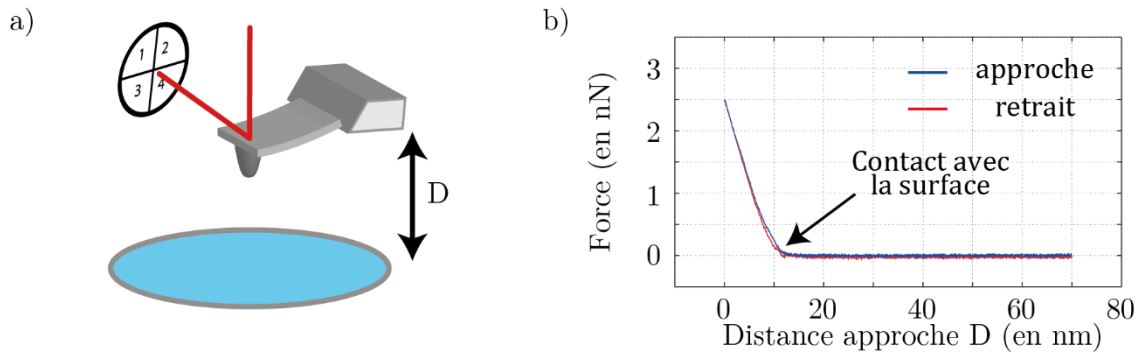 a)
1 2
3 4
D
b)
Force (en nN)
3
2
1
0
approche
retrait
Contact avec
la surface
0 20 40 60 80
Distance approche D (en nm)